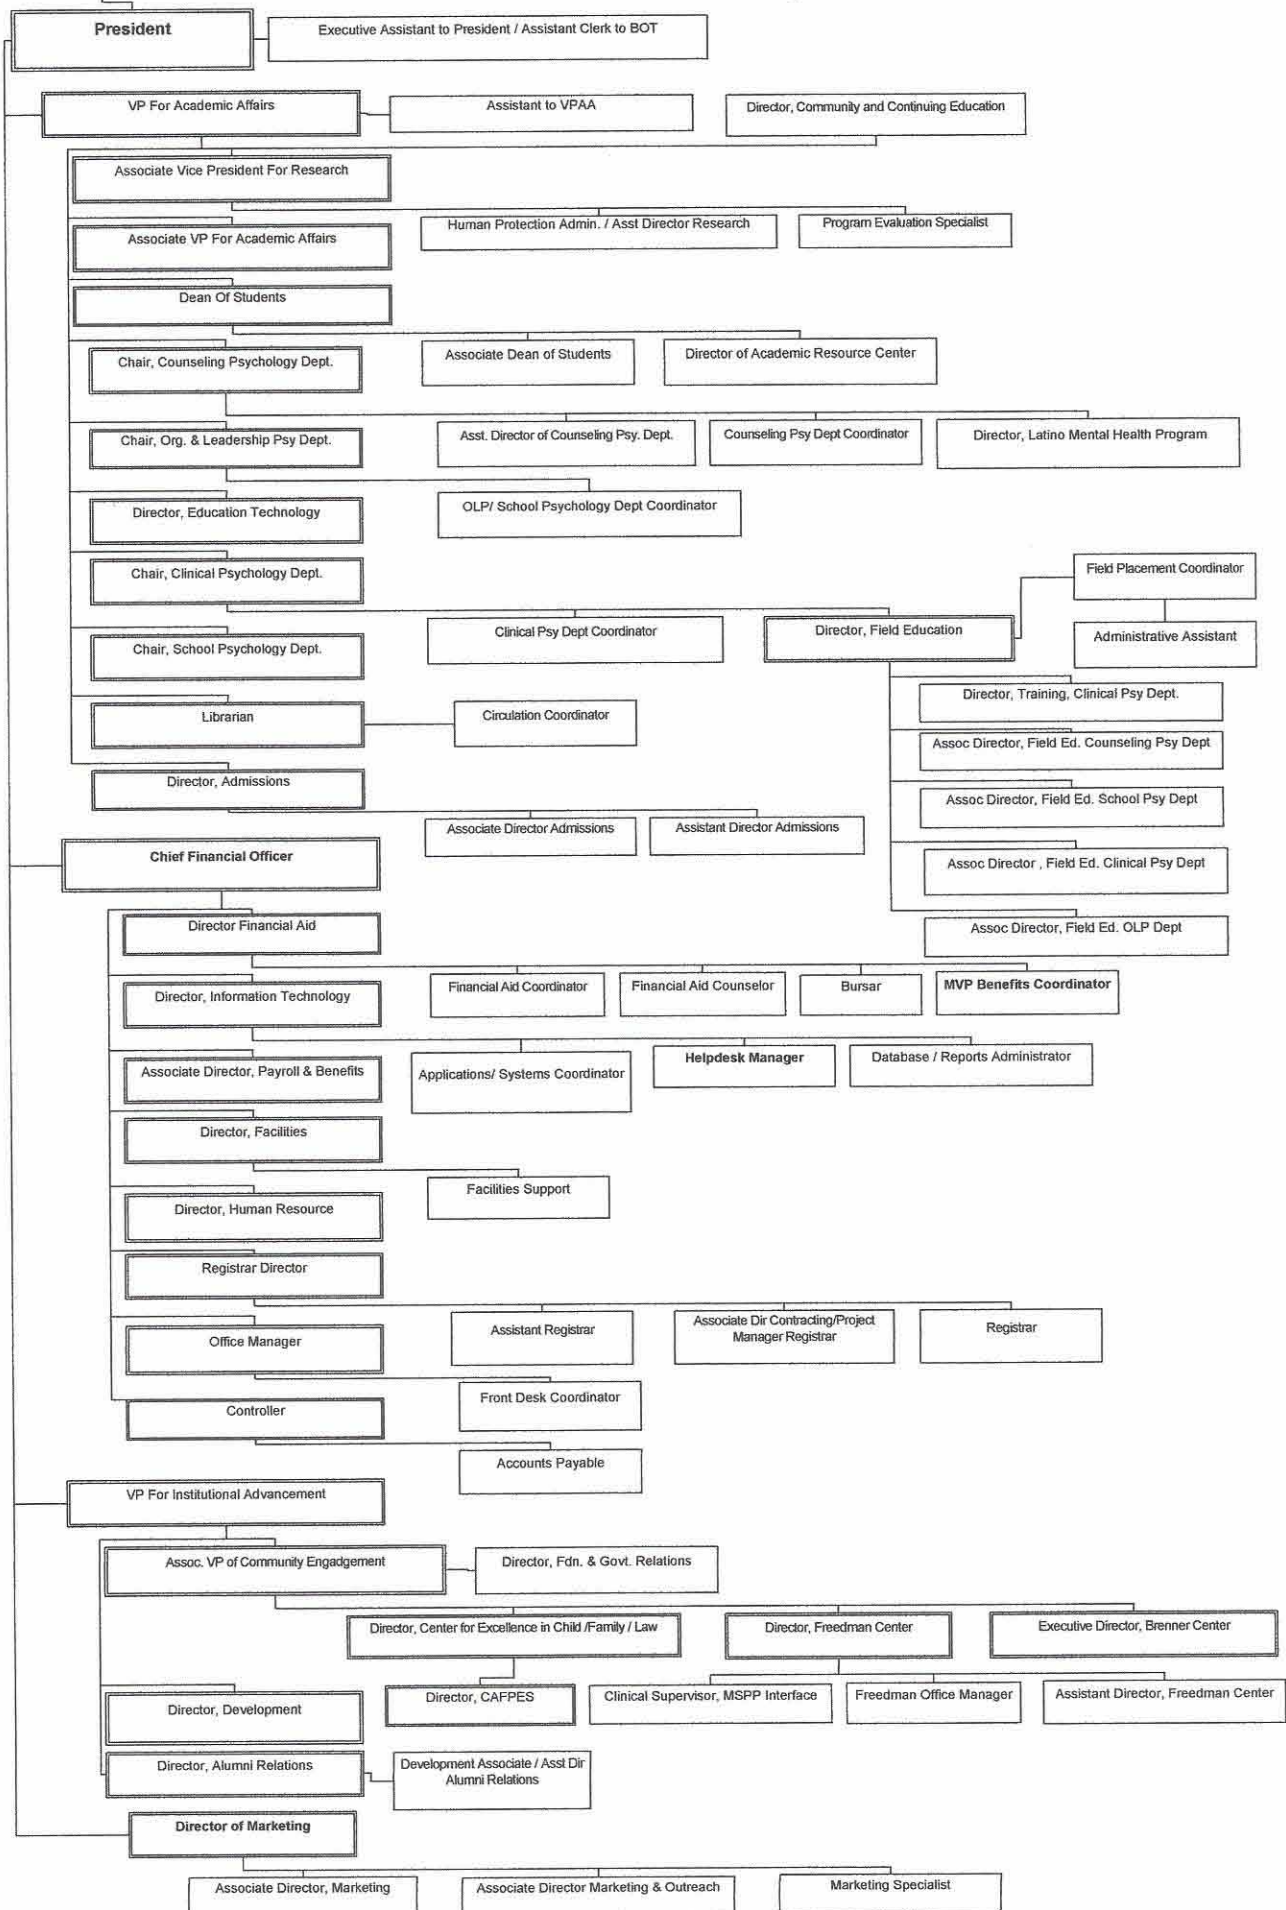 President
Executive Assistant to President / Assistant Clerk to BOT
VP For Academic Affairs
Assistant to VPAA
Director, Community and Continuing Education
Associate Vice President For Research
Human Protection Admin. / Asst Director Research
Program Evaluation Specialist
Associate VP For Academic Affairs
Dean Of Students
Associate Dean of Students
Director of Academic Resource Center
Chair, Counseling Psychology Dept.
Asst. Director of Counseling Psy. Dept.
Counseling Psy Dept Coordinator
Director, Latino Mental Health Program
Chair, Org. & Leadership Psy Dept.
OLP/ School Psychology Dept Coordinator
Director, Education Technology
Chair, Clinical Psychology Dept.
Clinical Psy Dept Coordinator
Director, Field Education
Field Placement Coordinator
Administrative Assistant
Chair, School Psychology Dept.
Director, Training, Clinical Psy Dept.
Librarian
Circulation Coordinator
Assoc Director, Field Ed. Counseling Psy Dept
Director, Admissions
Assoc Director, Field Ed. School Psy Dept
Associate Director Admissions
Assistant Director Admissions
Assoc Director , Field Ed. Clinical Psy Dept
Assoc Director, Field Ed. OLP Dept
Chief Financial Officer
Director Financial Aid
Financial Aid Coordinator
Financial Aid Counselor
Bursar
MVP Benefits Coordinator
Director, Information Technology
Applications/ Systems Coordinator
Helpdesk Manager
Database / Reports Administrator
Associate Director, Payroll & Benefits
Director, Facilities
Facilities Support
Director, Human Resource
Registrar Director
Assistant Registrar
Associate Dir Contracting/Project
Manager Registrar
Registrar
Office Manager
Front Desk Coordinator
Controller
Accounts Payable
VP For Institutional Advancement
Assoc. VP of Community Engadgement
Director, Fdn. & Govt. Relations
Director, Center for Excellence in Child /Family / Law
Director, Freedman Center
Executive Director, Brenner Center
Director, CAFPES
Clinical Supervisor, MSPP Interface
Freedman Office Manager
Assistant Director, Freedman Center
Director, Development
Director, Alumni Relations
Development Associate / Asst Dir
Alumni Relations
Director of Marketing
Associate Director, Marketing
Associate Director Marketing & Outreach
Marketing Specialist